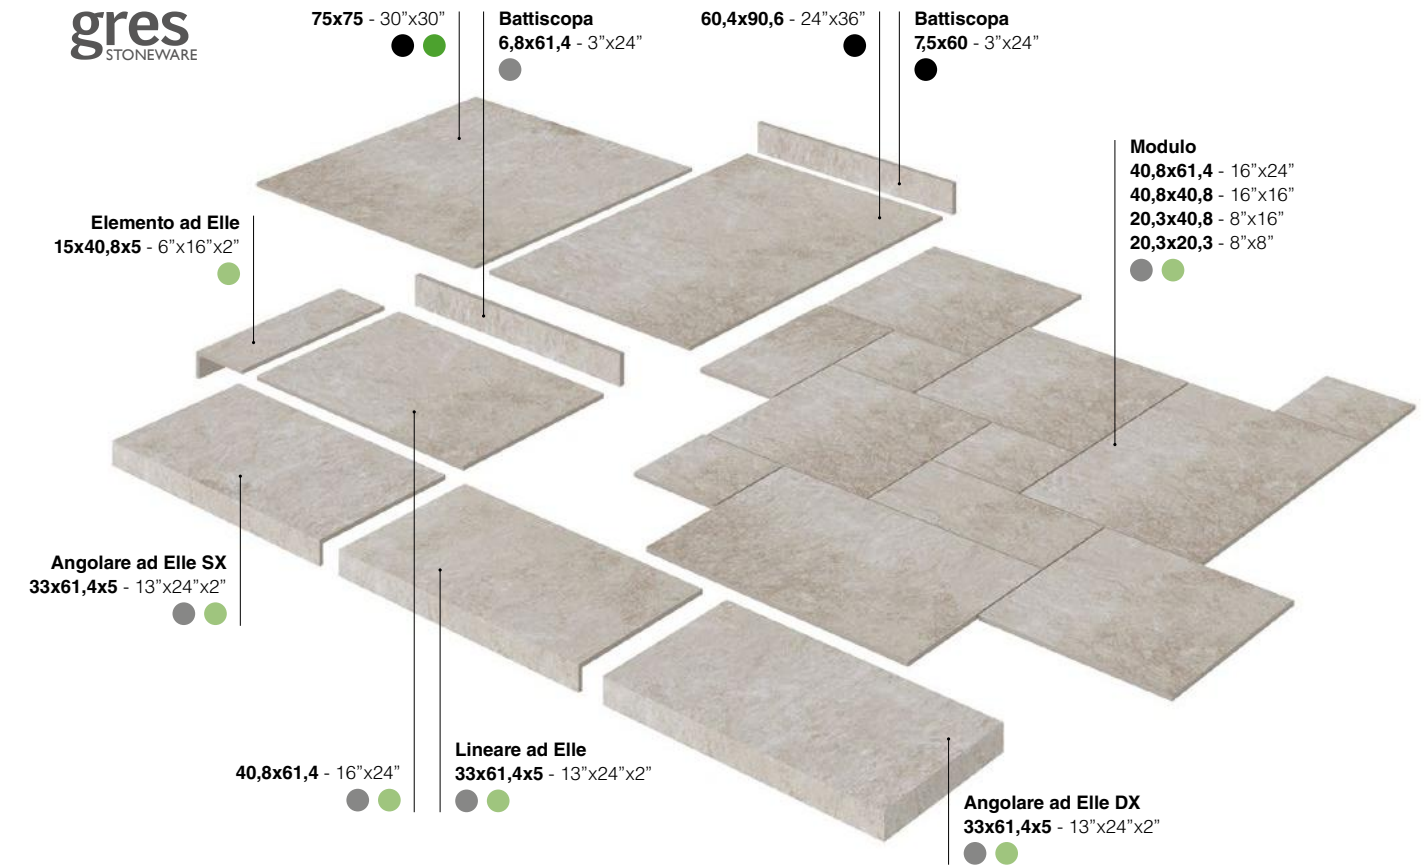 gres
STONEWARE
75x75 - 30”x30”
Battiscopa
6,8x61,4 - 3”x24”
60,4x90,6 - 24”x36”
Battiscopa
7,5x60 - 3”x24”
Modulo
40,8x61,4 - 16”x24”
40,8x40,8 - 16”x16”
20,3x40,8 - 8”x16”
20,3x20,3 - 8”x8”
Elemento ad Elle
15x40,8x5 - 6”x16”x2”
Angolare ad Elle SX
33x61,4x5 - 13”x24”x2”
40,8x61,4 - 16”x24”
Lineare ad Elle
33x61,4x5 - 13”x24”x2”
Angolare ad Elle DX
33x61,4x5 - 13”x24”x2”